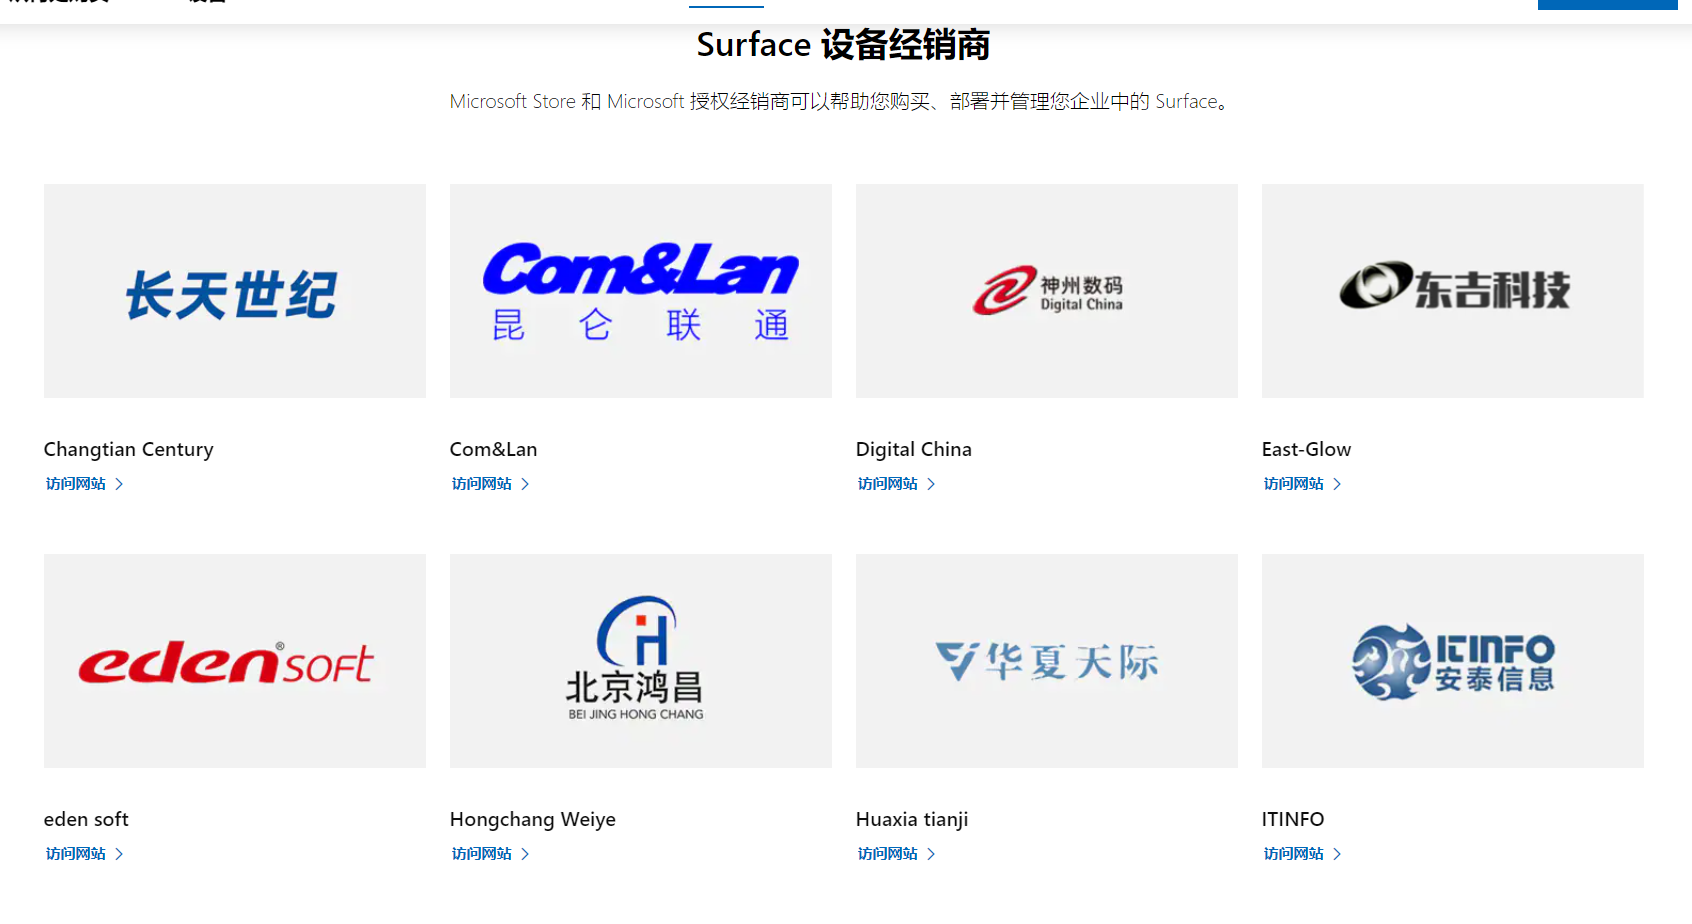 Surface 设备经销商
Microsoft Store 和 Microsoft 授权经销商可以帮助您购买、部署并管理您企业中的 Surface。
长天世纪
Com&Lan
昆仑联通
神州数码
Digital China
东吉科技
Changtian Century
Com&Lan
Digital China
East-Glow
访问网站
访问网站
访问网站
访问网站
edensoft®
北京鸿昌
BEI JING HONG CHANG
华夏天际
ITINFO
安泰信息
eden soft
Hongchang Weiye
Huaxia tianji
ITINFO
访问网站
访问网站
访问网站
访问网站